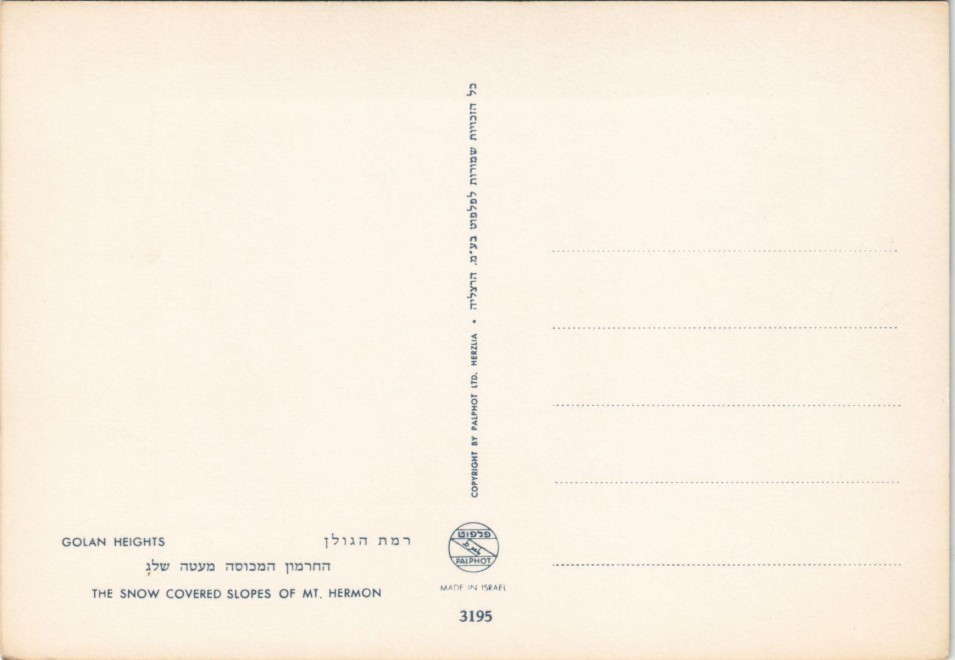 GOLAN HEIGHTS רמת הגולן
החרמון המכוסה מעטה שלג
THE SNOW COVERED SLOPES OF MT. HERMON
COPYRIGHT BY PALPHOT LTD. HERZLIA • כל הזכויות שמורות לפלפוט בע"מ. הרצליה
פלפוט
PALPHOT
MADE IN ISRAEL
3195